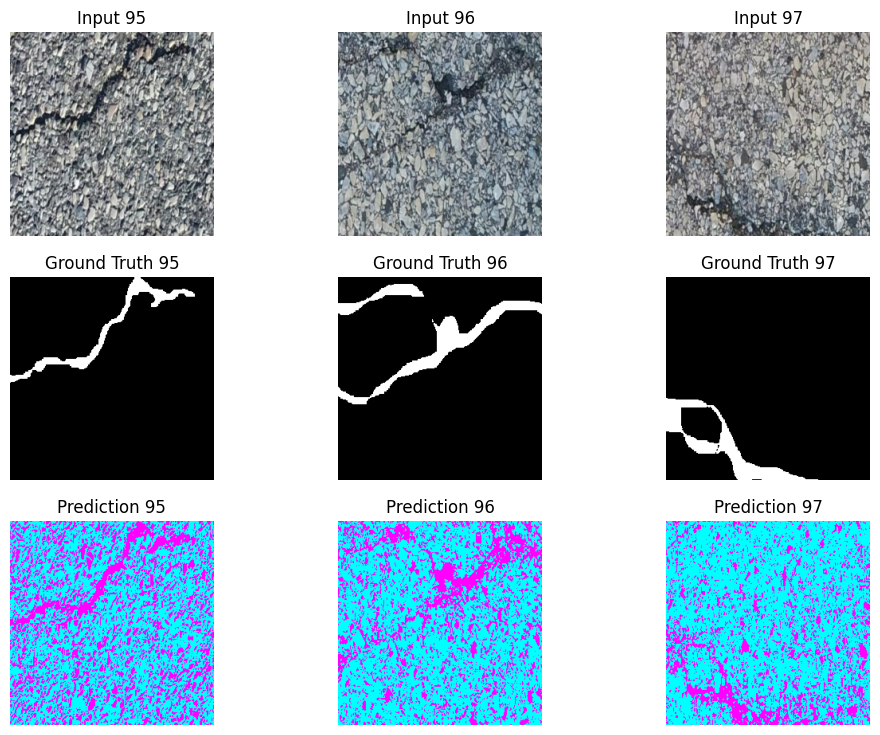 Input 95
Input 96
Input 97
Ground Truth 95
Ground Truth 96
Ground Truth 97
Prediction 95
Prediction 96
Prediction 97